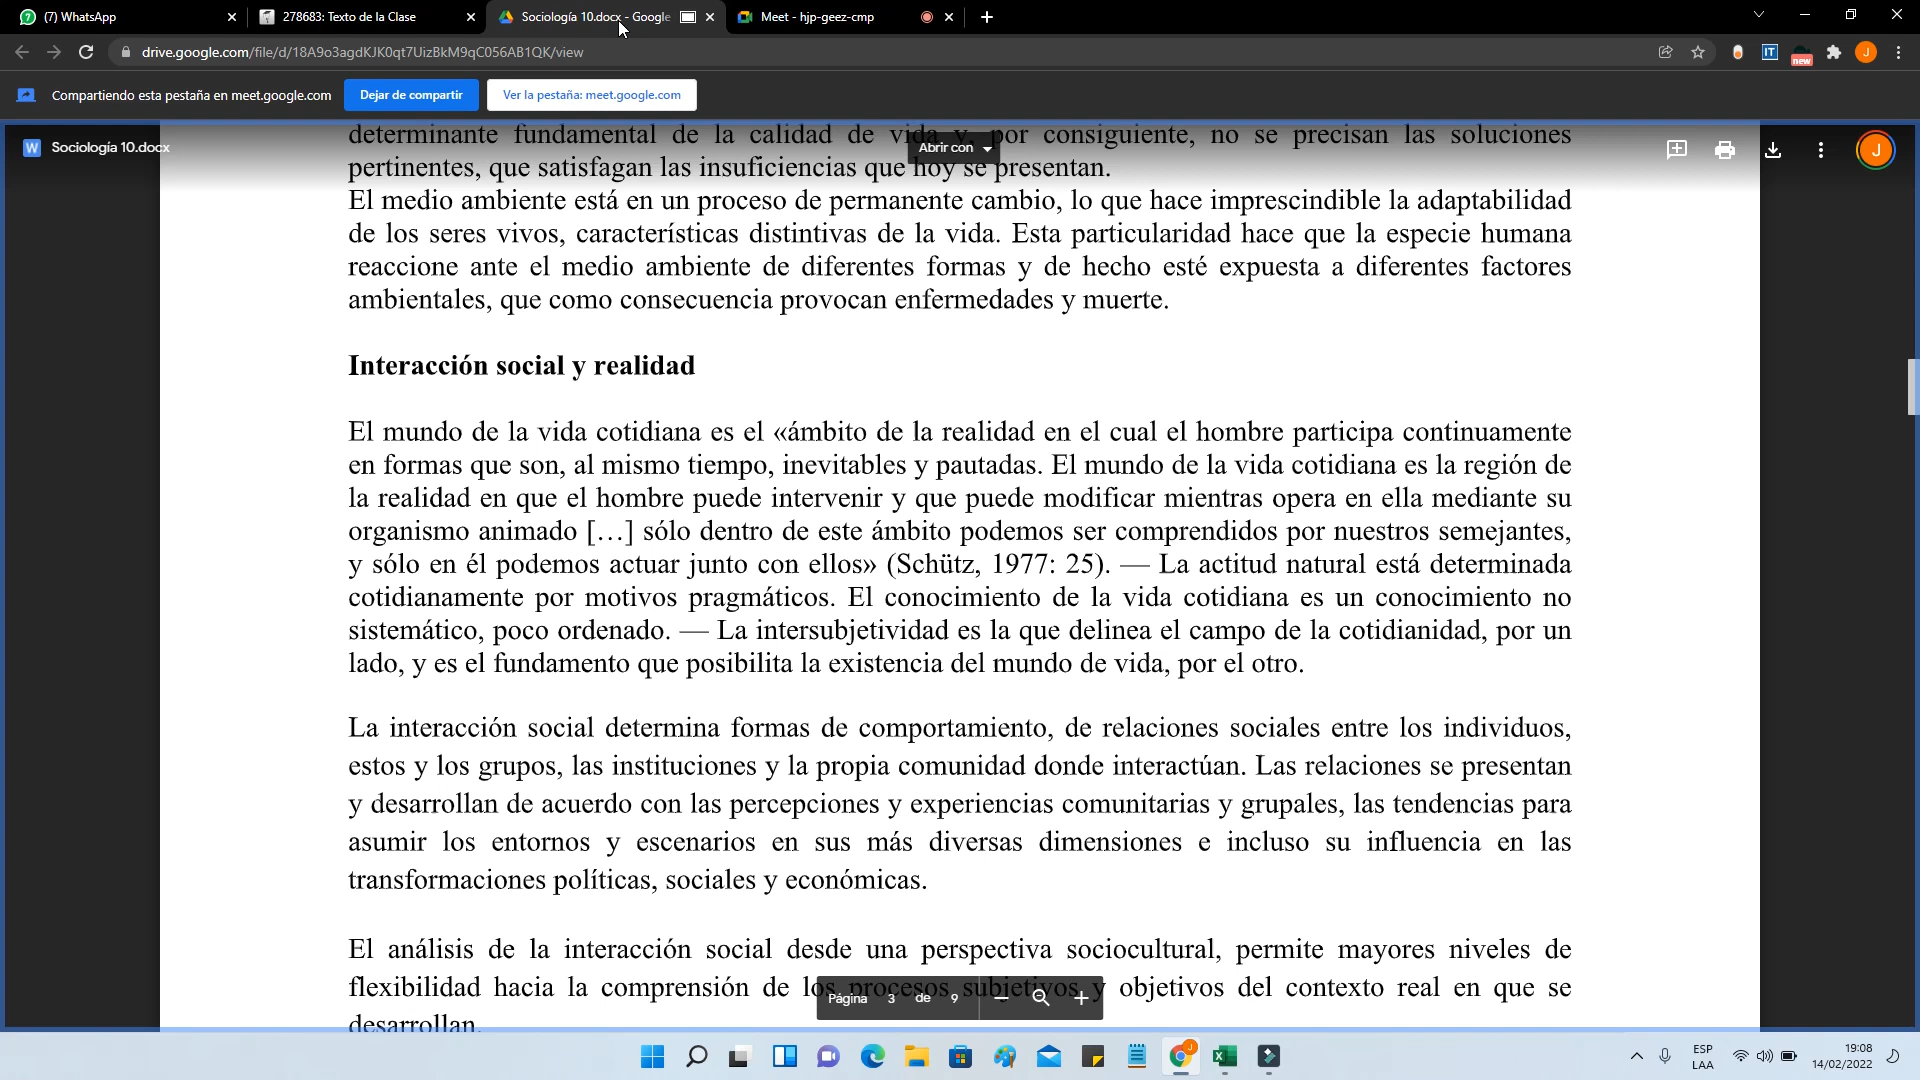 (7) WhatsApp
278683: Texto de la Clase
Sociología 10.docx - Google
Meet - hjp-geez-cmp
drive.google.com/file/d/18A9o3agdKJK0qt7UizBkM9qC056AB1QK/view
IT
new
J
Compartiendo esta pestaña en meet.google.com
Dejar de compartir
Ver la pestaña: meet.google.com
W Sociología 10.docx
Abrir con
J
determinante fundamental de la calidad de vida y, por consiguiente, no se precisan las soluciones
pertinentes, que satisfagan las insuficiencias que hoy se presentan.
El medio ambiente está en un proceso de permanente cambio, lo que hace imprescindible la adaptabilidad
de los seres vivos, características distintivas de la vida. Esta particularidad hace que la especie humana
reaccione ante el medio ambiente de diferentes formas y de hecho esté expuesta a diferentes factores
ambientales, que como consecuencia provocan enfermedades y muerte.
Interacción social y realidad
El mundo de la vida cotidiana es el «ámbito de la realidad en el cual el hombre participa continuamente
en formas que son, al mismo tiempo, inevitables y pautadas. El mundo de la vida cotidiana es la región de
la realidad en que el hombre puede intervenir y que puede modificar mientras opera en ella mediante su
organismo animado […] sólo dentro de este ámbito podemos ser comprendidos por nuestros semejantes,
y sólo en él podemos actuar junto con ellos» (Schütz, 1977: 25). — La actitud natural está determinada
cotidianamente por motivos pragmáticos. El conocimiento de la vida cotidiana es un conocimiento no
sistemático, poco ordenado. — La intersubjetividad es la que delinea el campo de la cotidianidad, por un
lado, y es el fundamento que posibilita la existencia del mundo de vida, por el otro.
La interacción social determina formas de comportamiento, de relaciones sociales entre los individuos,
estos y los grupos, las instituciones y la propia comunidad donde interactúan. Las relaciones se presentan
y desarrollan de acuerdo con las percepciones y experiencias comunitarias y grupales, las tendencias para
asumir los entornos y escenarios en sus más diversas dimensiones e incluso su influencia en las
transformaciones políticas, sociales y económicas.
El análisis de la interacción social desde una perspectiva sociocultural, permite mayores niveles de
flexibilidad hacia la comprensión de los procesos subjetivos y objetivos del contexto real en que se
desarrollan.
Página 3 de 9
ESP
LAA
19:08
14/02/2022